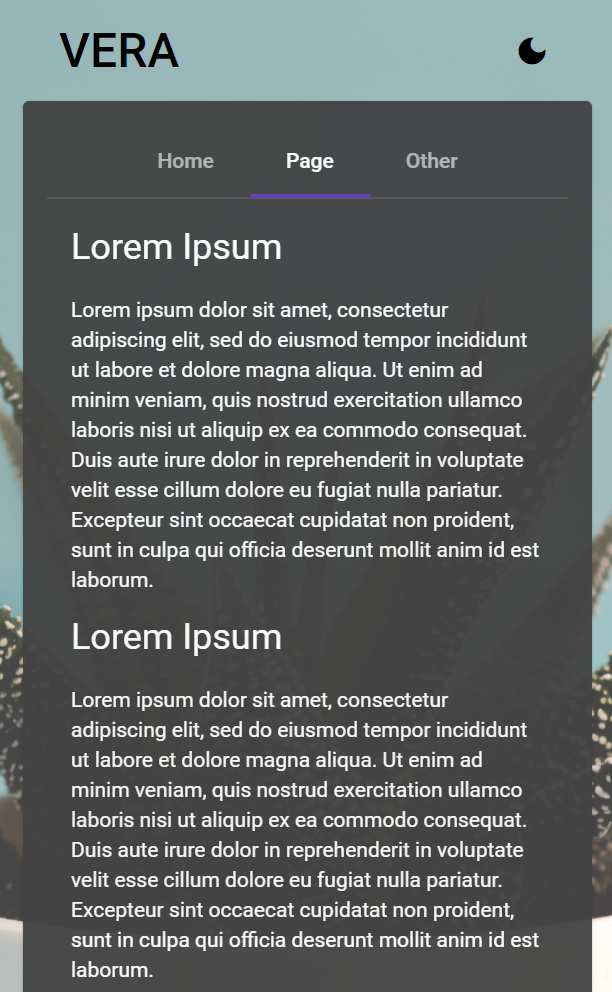 VERA
Home Page Other
Lorem Ipsum
Lorem ipsum dolor sit amet, consectetur
adipiscing elit, sed do eiusmod tempor incididunt
ut labore et dolore magna aliqua. Ut enim ad
minim veniam, quis nostrud exercitation ullamco
laboris nisi ut aliquip ex ea commodo consequat.
Duis aute irure dolor in reprehenderit in voluptate
velit esse cillum dolore eu fugiat nulla pariatur.
Excepteur sint occaecat cupidatat non proident,
sunt in culpa qui officia deserunt mollit anim id est
laborum.
Lorem Ipsum
Lorem ipsum dolor sit amet, consectetur
adipiscing elit, sed do eiusmod tempor incididunt
ut labore et dolore magna aliqua. Ut enim ad
minim veniam, quis nostrud exercitation ullamco
laboris nisi ut aliquip ex ea commodo consequat.
Duis aute irure dolor in reprehenderit in voluptate
velit esse cillum dolore eu fugiat nulla pariatur.
Excepteur sint occaecat cupidatat non proident,
sunt in culpa qui officia deserunt mollit anim id est
laborum.